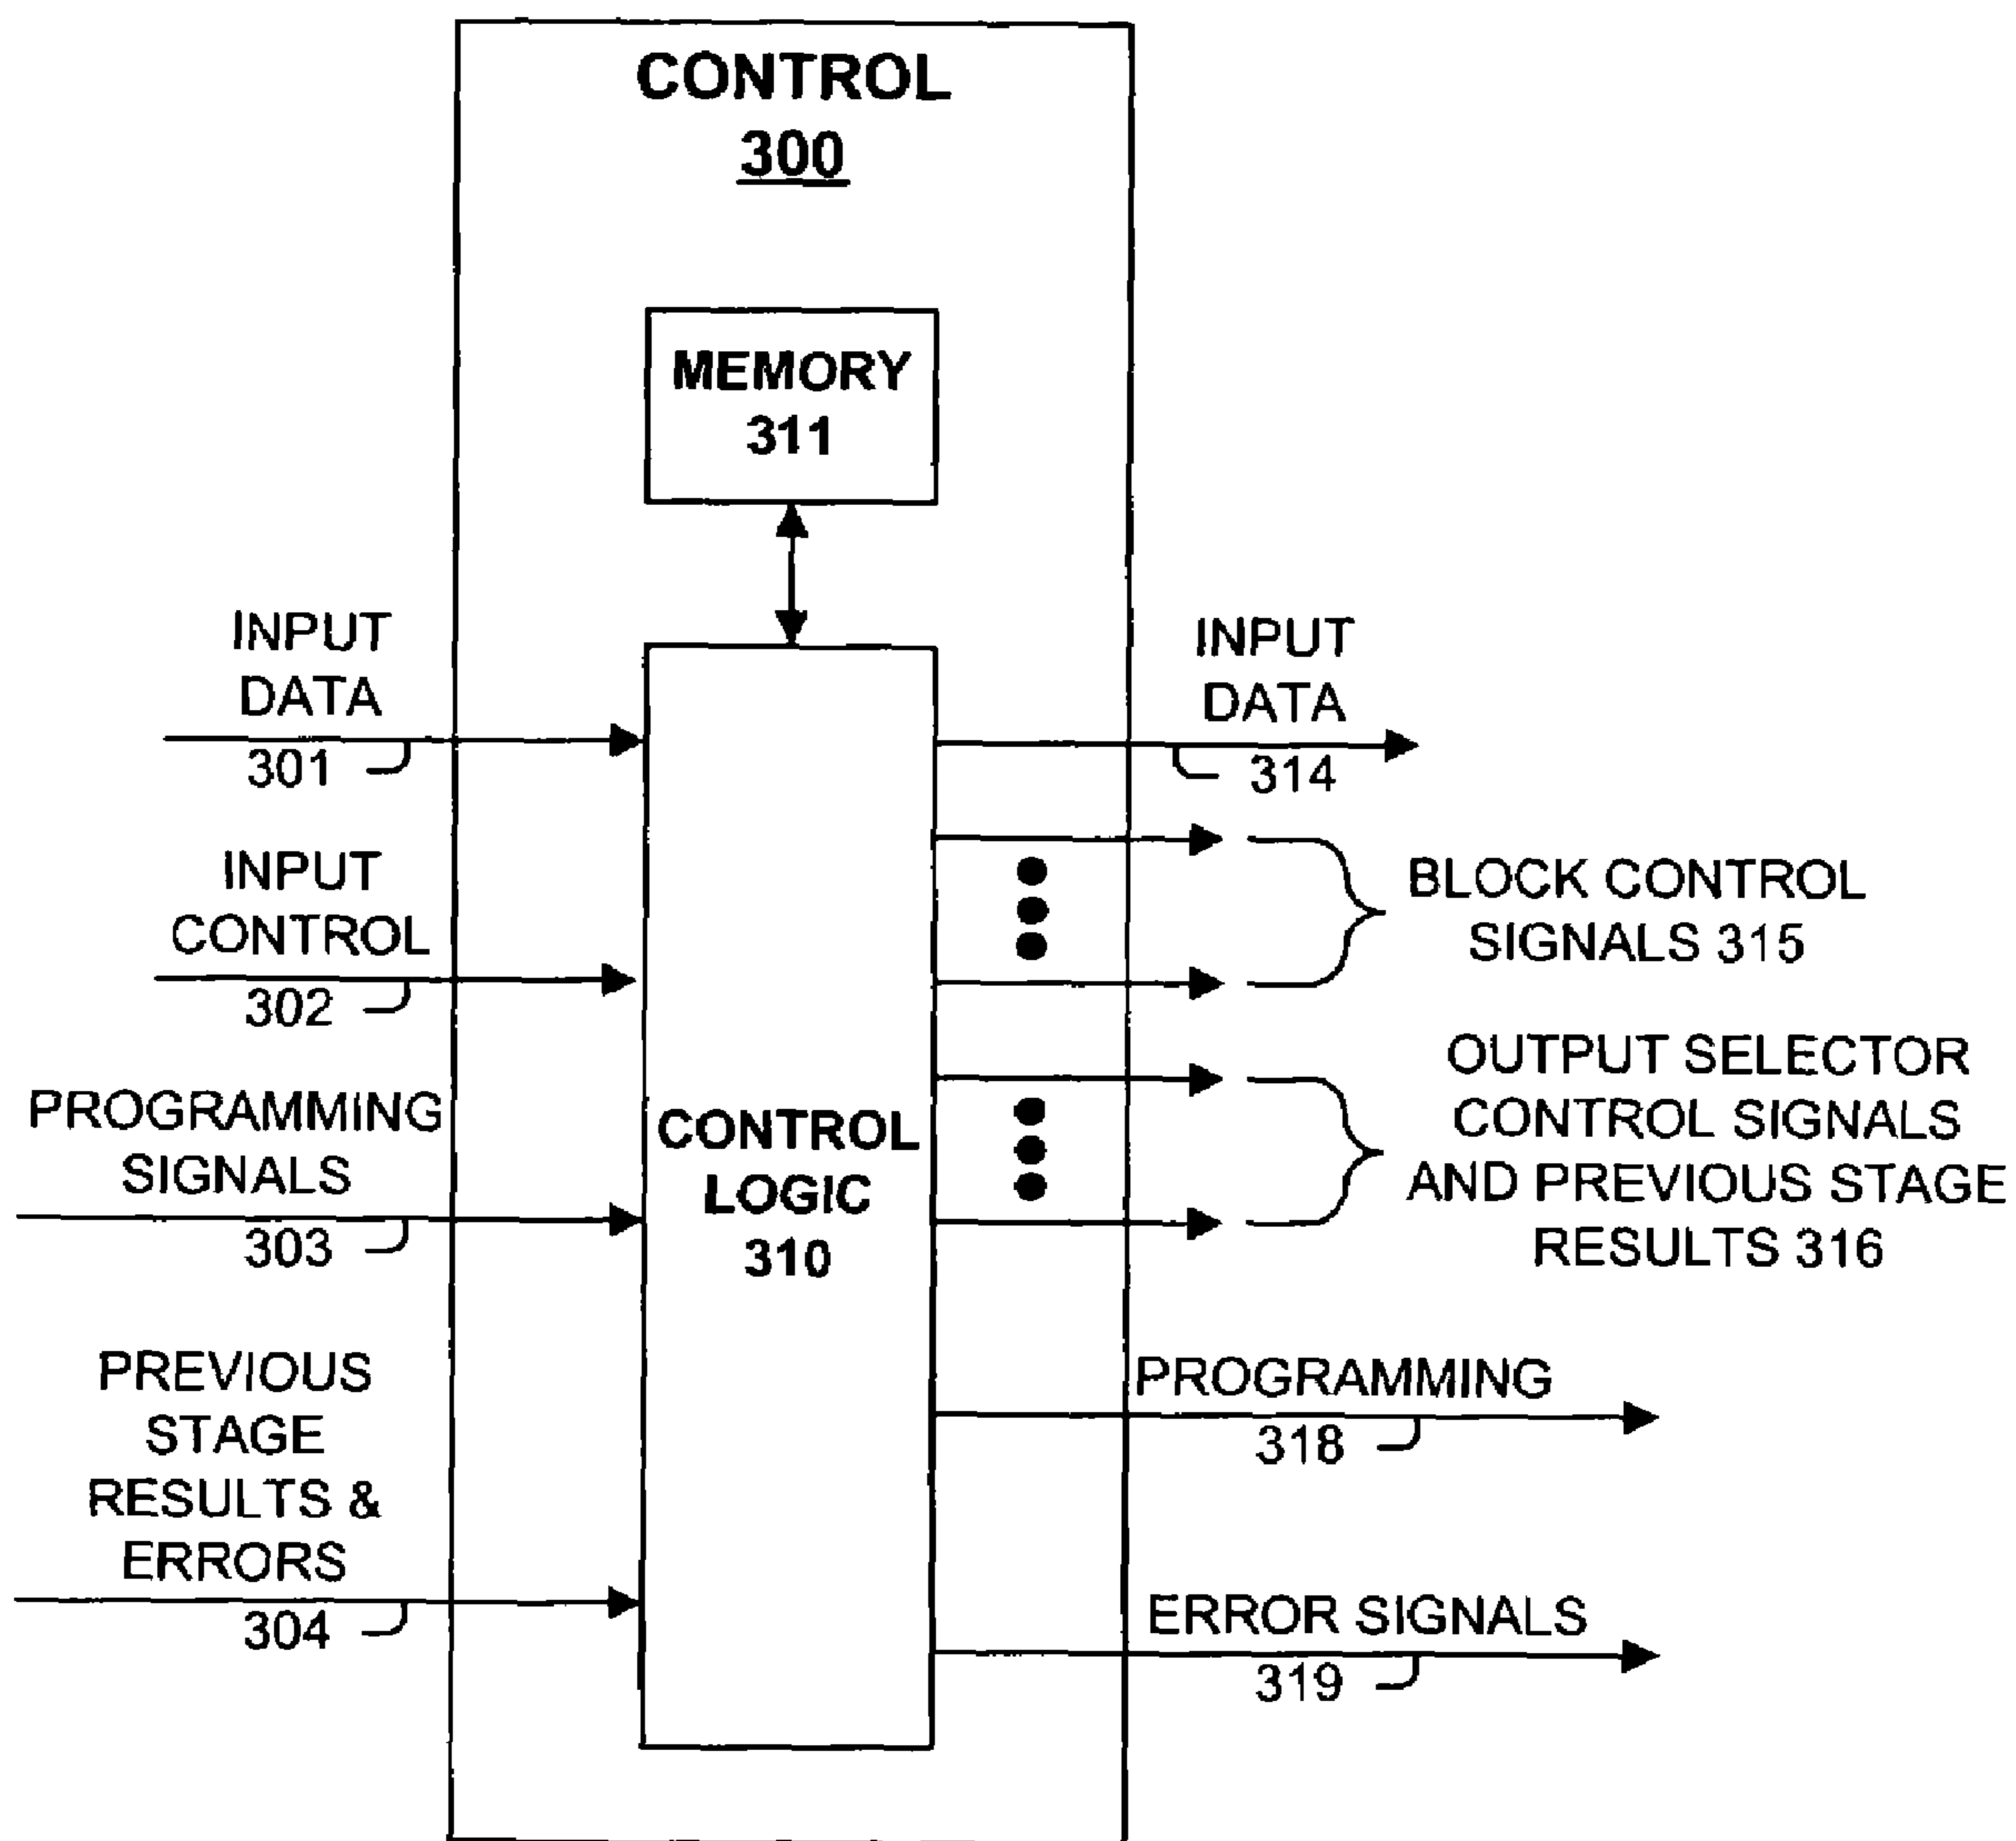 CONTROL
300
MEMORY
311
INPUT
DATA
301
INPUT
CONTROL
302
PROGRAMMING
SIGNALS
303
PREVIOUS
STAGE
RESULTS &
ERRORS
304
CONTROL
LOGIC
310
INPUT
DATA
314
BLOCK CONTROL
SIGNALS 315
OUTPUT SELECTOR
CONTROL SIGNALS
AND PREVIOUS STAGE
RESULTS 316
PROGRAMMING
318
ERROR SIGNALS
319